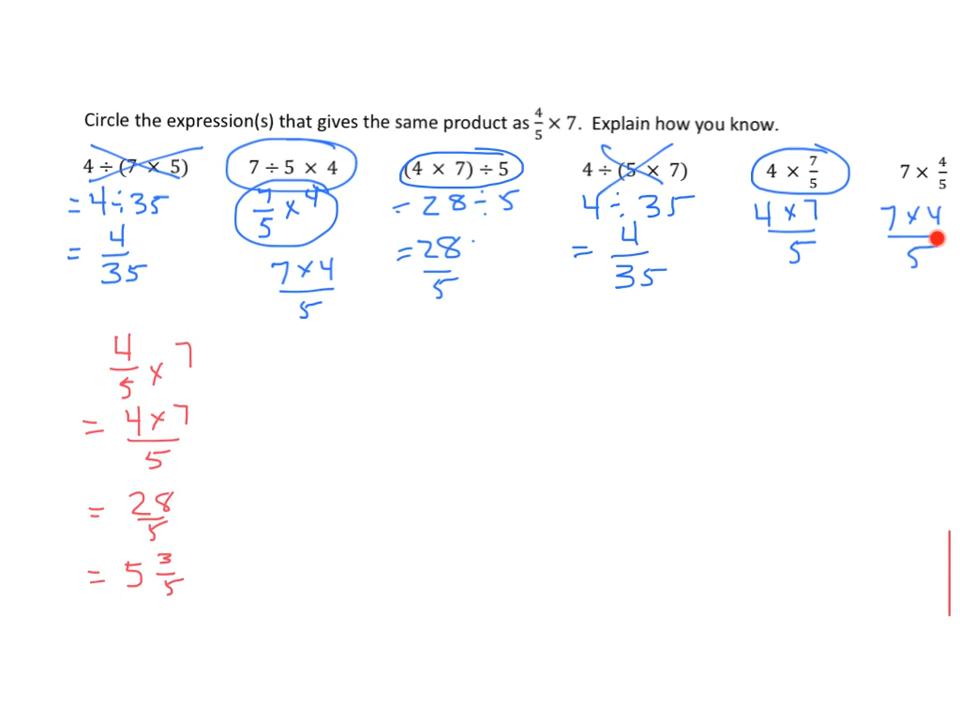 Circle the expression(s) that gives the same product as 4/5 × 7. Explain how you know.
4 ÷ (7 × 5) 7 ÷ 5 × 4 (4 × 7) ÷ 5 4 ÷ (5 × 7) 4 × 7/5 7 × 4/5
= 4 ÷ 35 7/5 × 4 = 28 ÷ 5 4 ÷ 35 4 × 7/5 7 × 4/5
= 4/35 7 × 4/5 = 28/5 = 4/35
4/5 × 7
= 4 × 7/5
= 28/5
= 5 3/5